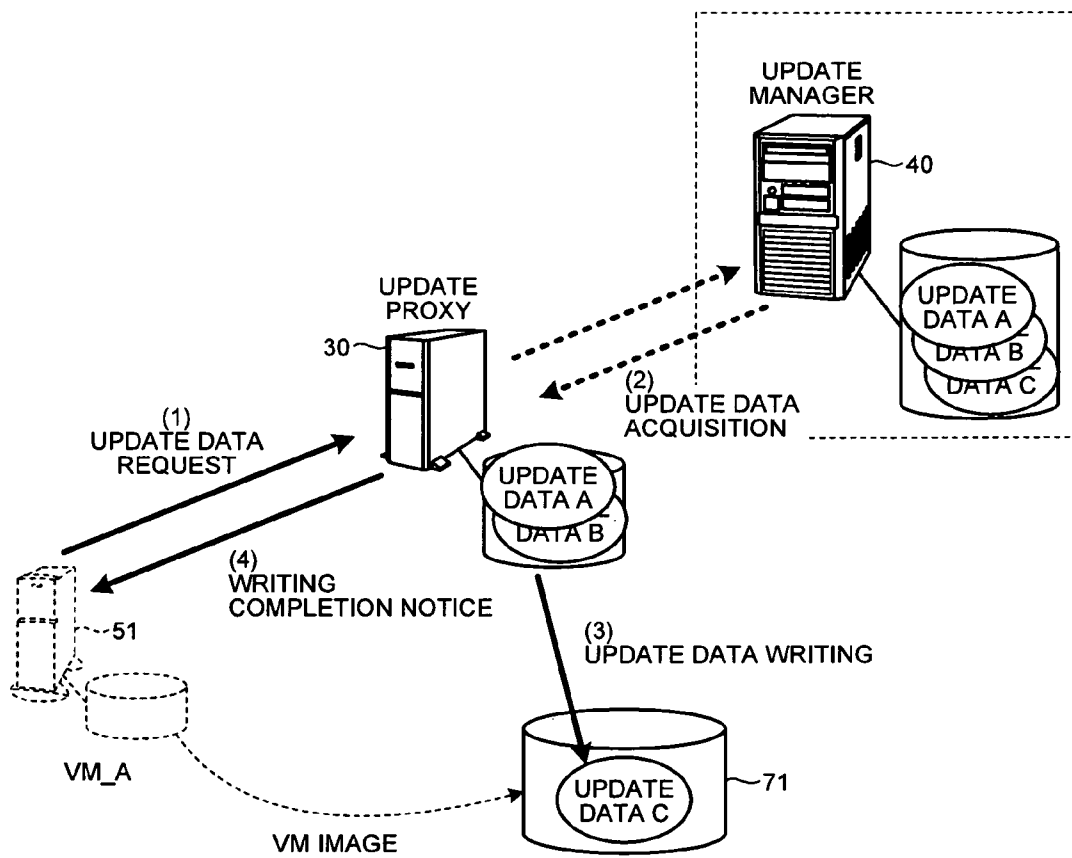 UPDATE
MANAGER
40
UPDATE
DATA A
DATA B
DATA C
UPDATE
PROXY
30
(2)
UPDATE DATA
ACQUISITION
(1)
UPDATE DATA
REQUEST
UPDATE
DATA A
DATA B
(4)
WRITING
COMPLETION NOTICE
51
(3)
UPDATE DATA WRITING
VM_A
UPDATE
DATA C
71
VM IMAGE